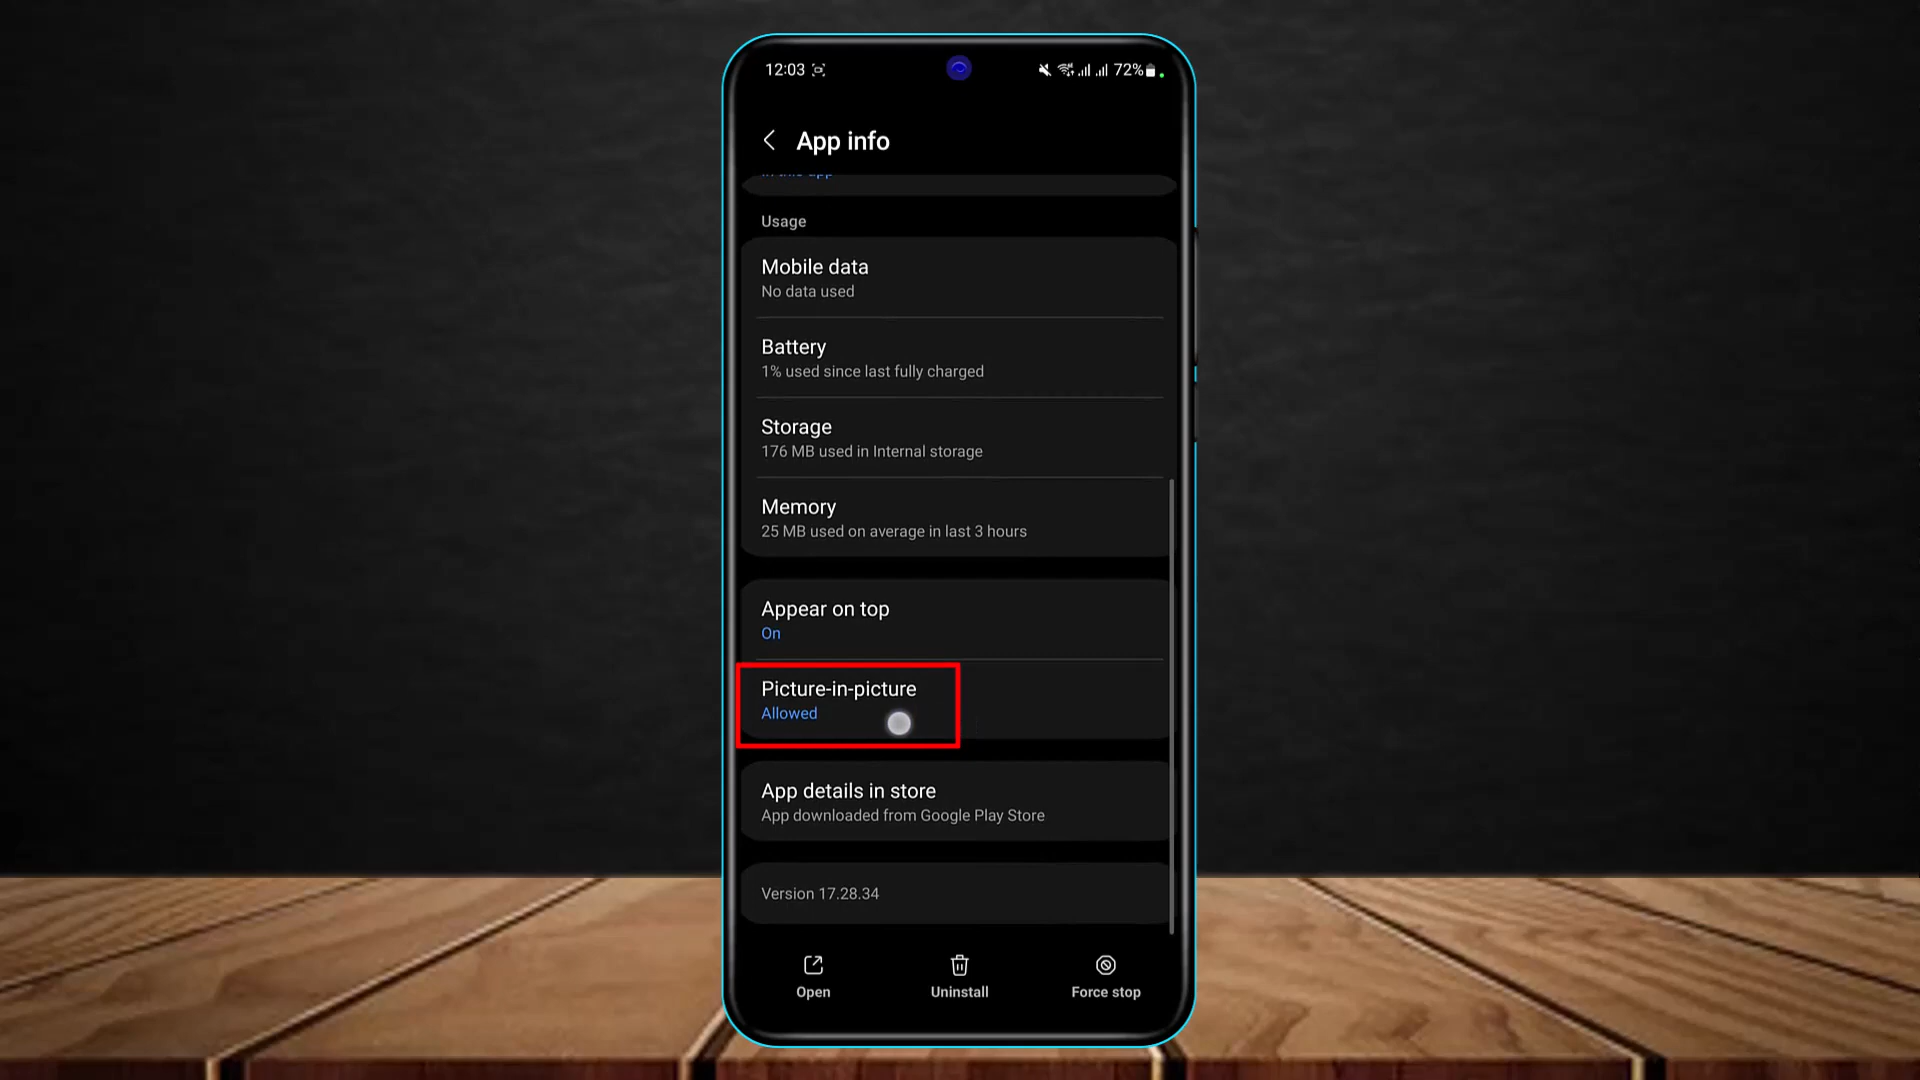 12:03
72%
App info
in this app
Usage
Mobile data
No data used
Battery
1% used since last fully charged
Storage
176 MB used in Internal storage
Memory
25 MB used on average in last 3 hours
Appear on top
On
Picture-in-picture
Allowed
App details in store
App downloaded from Google Play Store
Version 17.28.34
Open
Uninstall
Force stop